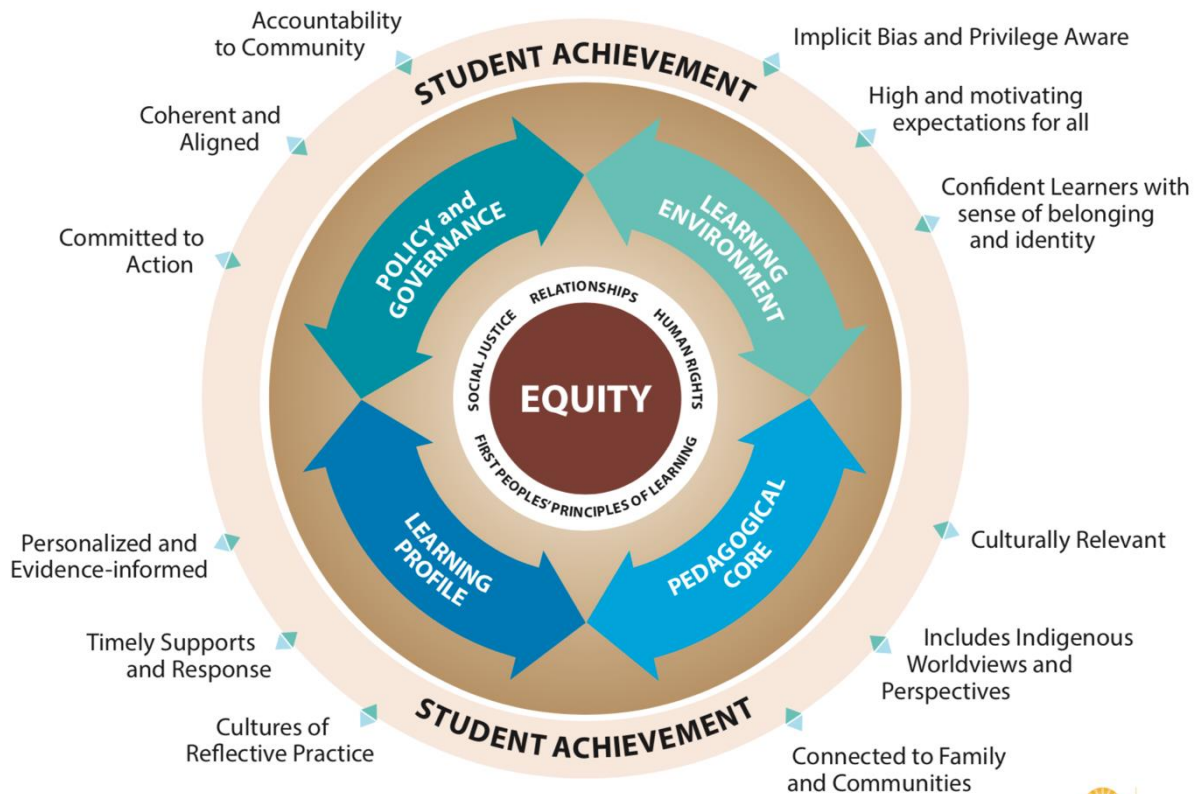 Accountability
to Community
Implicit Bias and Privilege Aware
STUDENT ACHIEVEMENT
High and motivating
expectations for all
Coherent and
Aligned
Confident Learners with
sense of belonging
and identity
Committed to
Action
POLICY and
GOVERNANCE
LEARNING
ENVIRONMENT
RELATIONSHIPS
SOCIAL JUSTICE
HUMAN RIGHTS
EQUITY
FIRST PEOPLES' PRINCIPLES OF LEARNING
LEARNING
PROFILE
PEDAGOGICAL
CORE
Personalized and
Evidence-informed
Culturally Relevant
Timely Supports
and Response
Includes Indigenous
Worldviews and
Perspectives
Cultures of
Reflective Practice
STUDENT ACHIEVEMENT
Connected to Family
and Communities